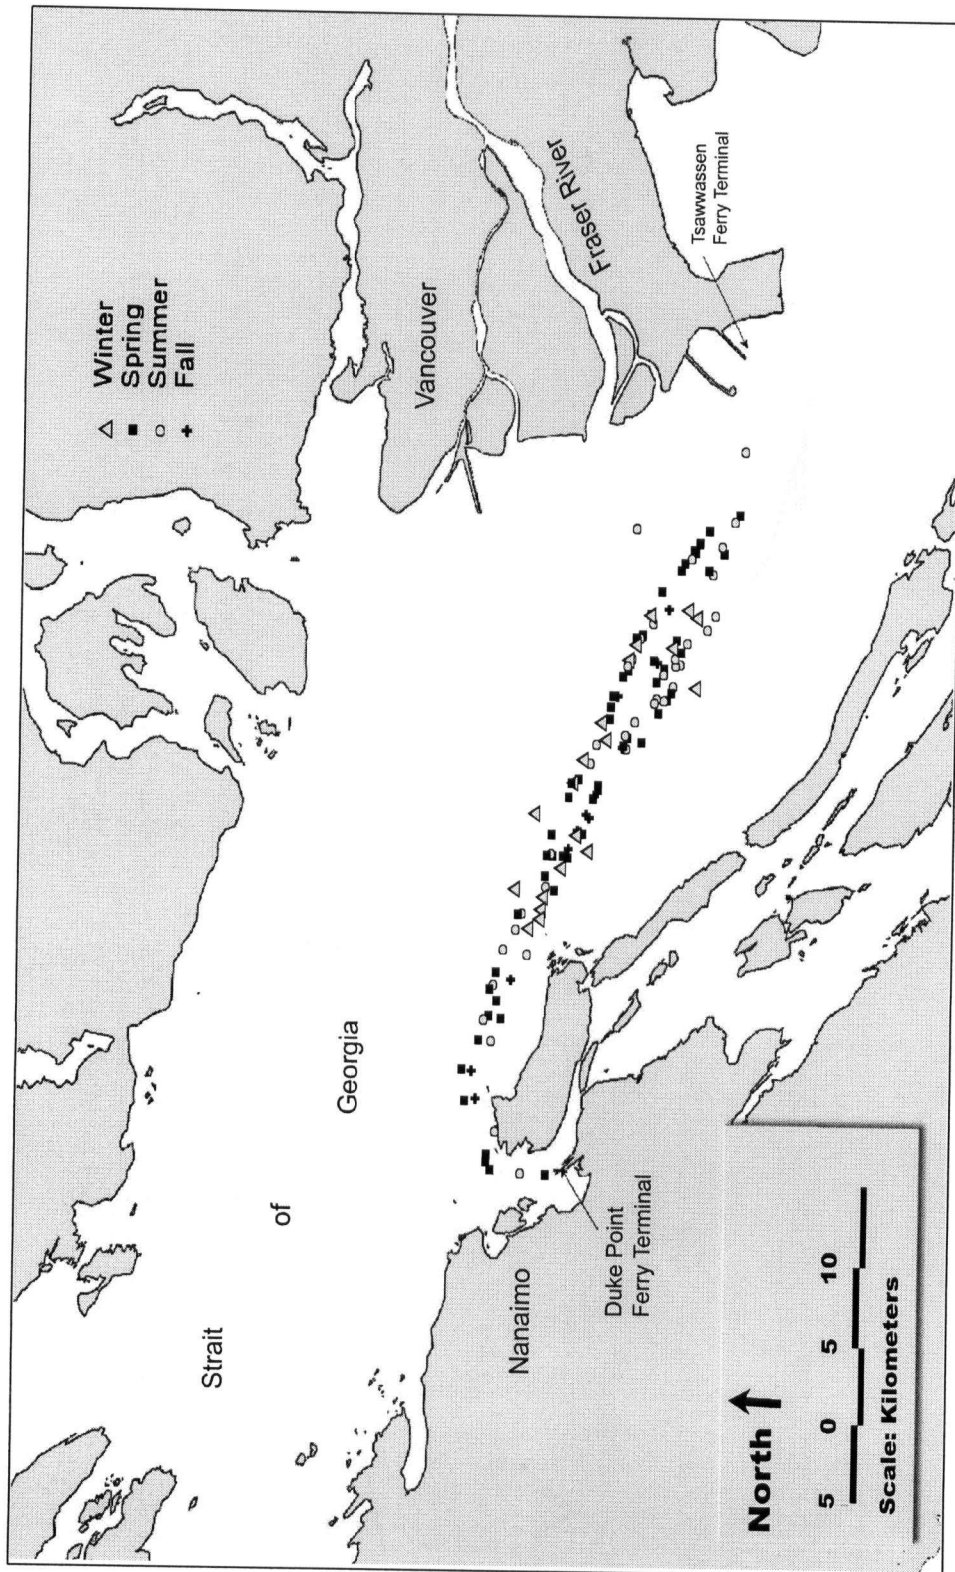 Winter
Spring
Summer
Fall
Vancouver
Fraser River
Tsawwassen
Ferry Terminal
Strait
of
Georgia
Nanaimo
Duke Point
Ferry Terminal
North
5 0 5 10
Scale: Kilometers